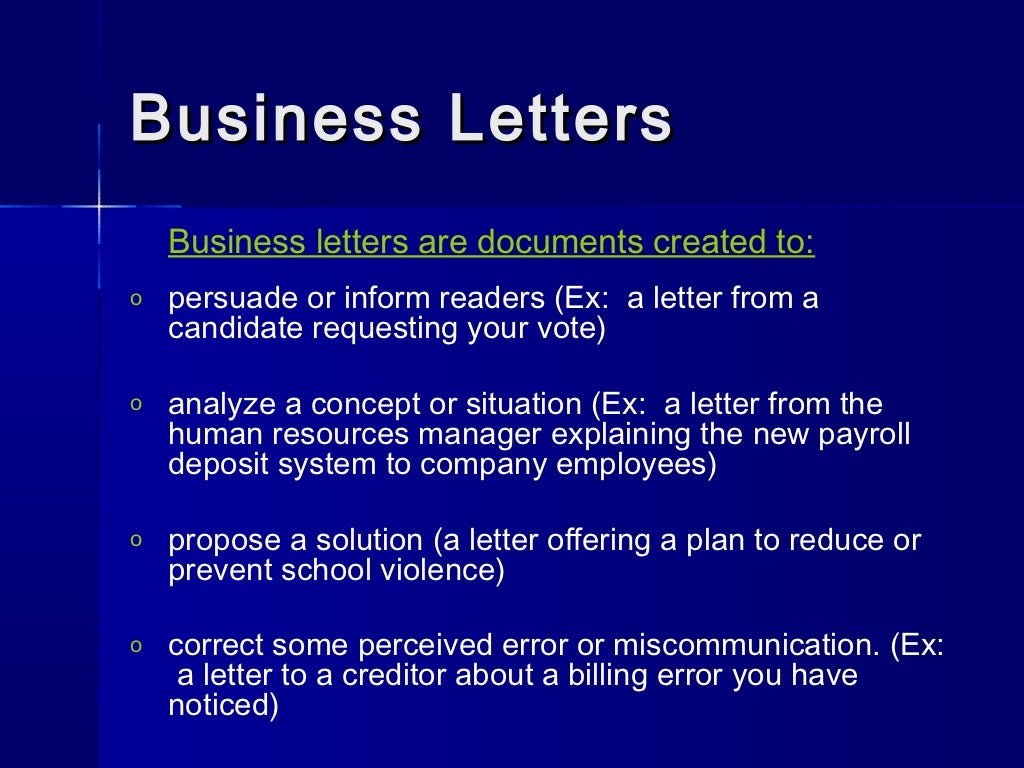 Business Letters
Business letters are documents created to:
o persuade or inform readers (Ex:  a letter from a
candidate requesting your vote)
o analyze a concept or situation (Ex:  a letter from the
human resources manager explaining the new payroll
deposit system to company employees)
o propose a solution (a letter offering a plan to reduce or
prevent school violence)
o correct some perceived error or miscommunication. (Ex:
a letter to a creditor about a billing error you have
noticed)